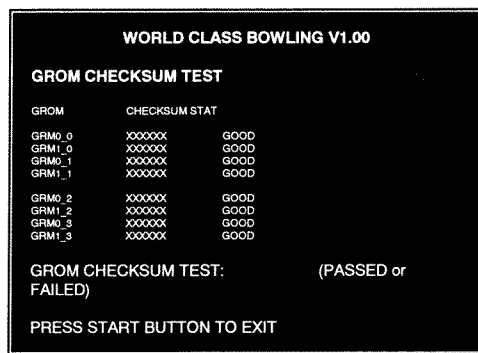 WORLD CLASS BOWLING V1.00
GROM CHECKSUM TEST
GROM CHECKSUM STAT
GRM0_0 XXXXXX GOOD
GRM1_0 XXXXXX GOOD
GRM0_1 XXXXXX GOOD
GRM1_1 XXXXXX GOOD
GRM0_2 XXXXXX GOOD
GRM1_2 XXXXXX GOOD
GRM0_3 XXXXXX GOOD
GRM1_3 XXXXXX GOOD
GROM CHECKSUM TEST: (PASSED or
FAILED)
PRESS START BUTTON TO EXIT